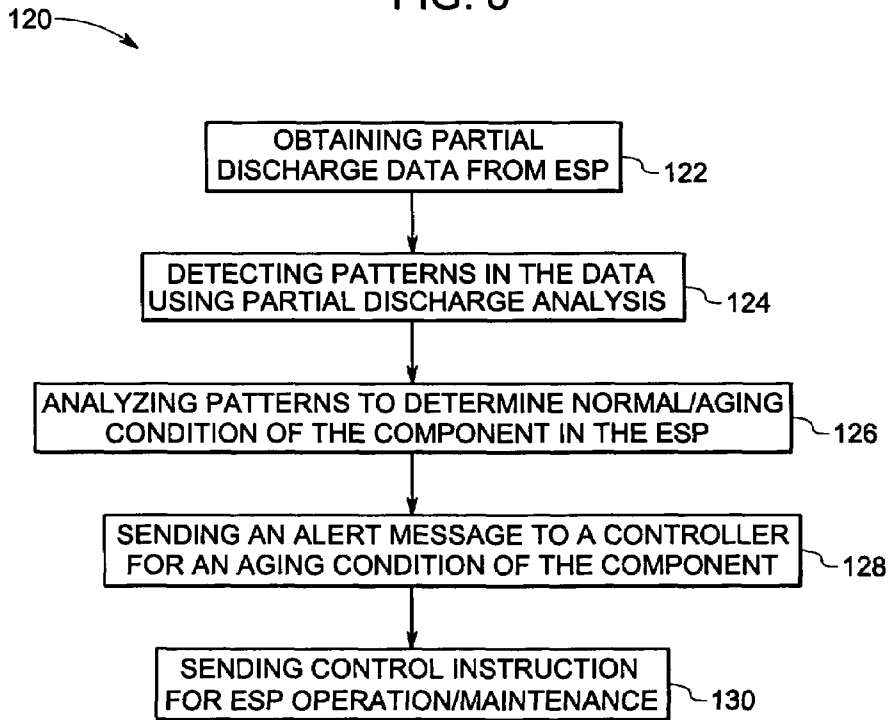 120
OBTAINING PARTIAL
DISCHARGE DATA FROM ESP
122
DETECTING PATTERNS IN THE DATA
USING PARTIAL DISCHARGE ANALYSIS
124
ANALYZING PATTERNS TO DETERMINE NORMAL/AGING
CONDITION OF THE COMPONENT IN THE ESP
126
SENDING AN ALERT MESSAGE TO A CONTROLLER
FOR AN AGING CONDITION OF THE COMPONENT
128
SENDING CONTROL INSTRUCTION
FOR ESP OPERATION/MAINTENANCE
130